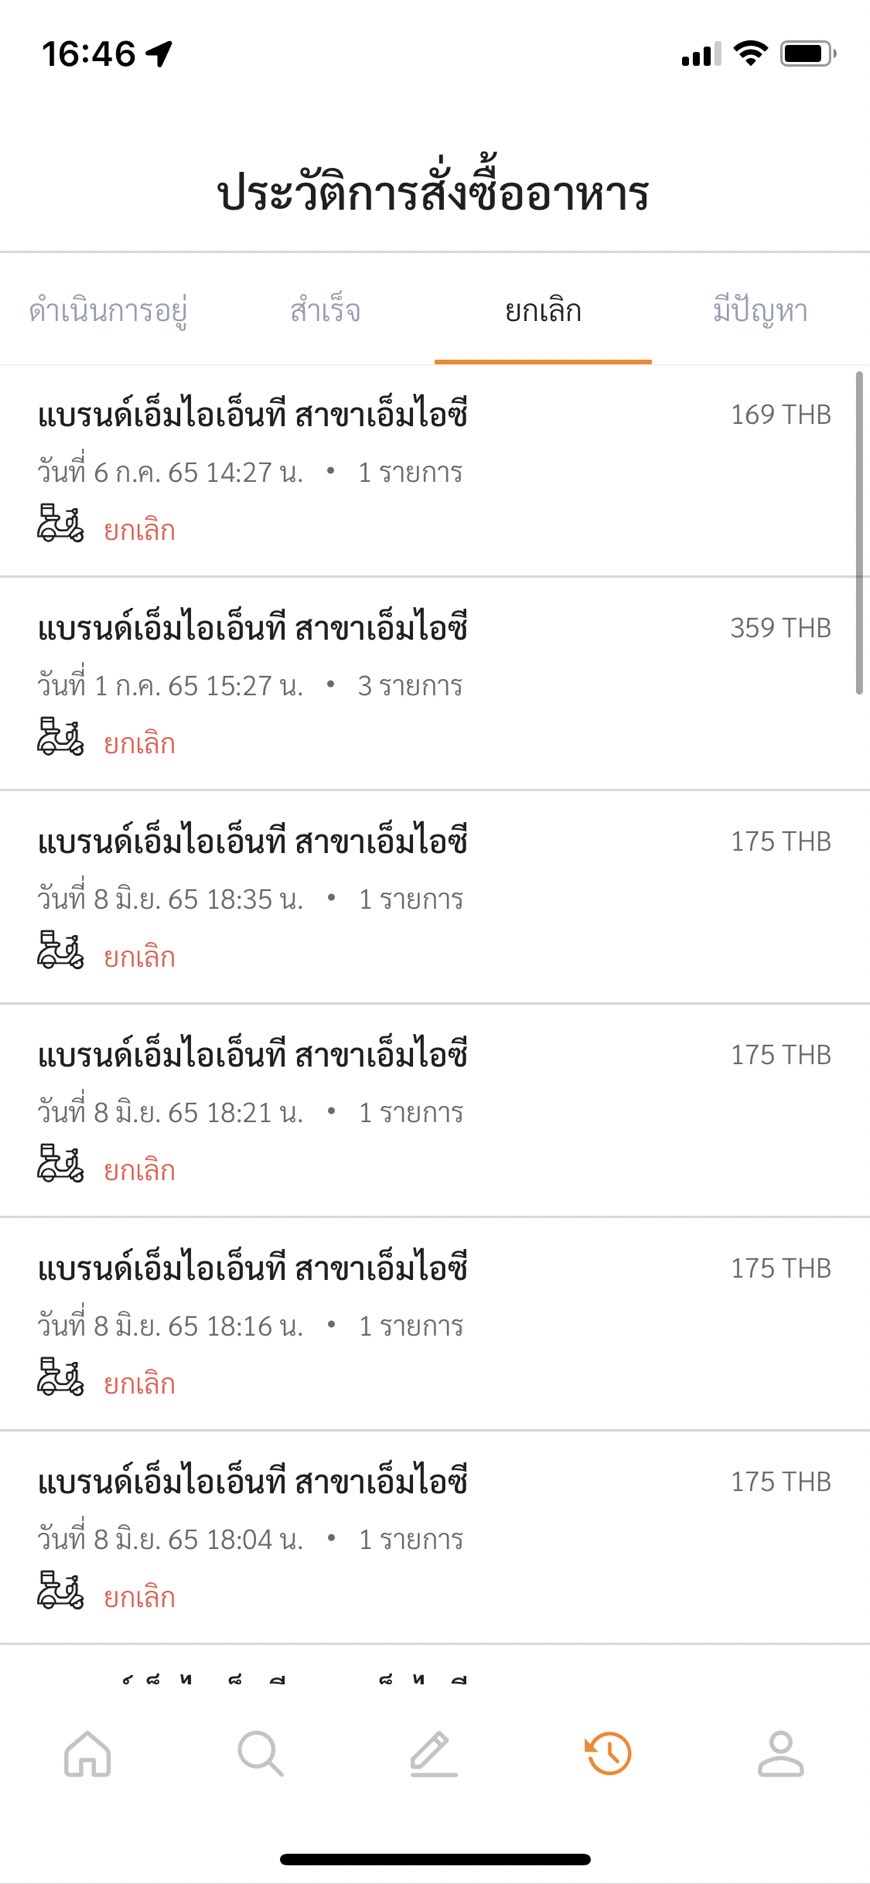 16:46
ประวัติการสั่งซื้ออาหาร
ดำเนินการอยู่ สำเร็จ ยกเลิก มีปัญหา
แบรนด์เอ็มไอเอ็นที สาขาเอ็มไอซี 169 THB
วันที่ 6 ก.ค. 65 14:27 น. • 1 รายการ
ยกเลิก
แบรนด์เอ็มไอเอ็นที สาขาเอ็มไอซี 359 THB
วันที่ 1 ก.ค. 65 15:27 น. • 3 รายการ
ยกเลิก
แบรนด์เอ็มไอเอ็นที สาขาเอ็มไอซี 175 THB
วันที่ 8 มิ.ย. 65 18:35 น. • 1 รายการ
ยกเลิก
แบรนด์เอ็มไอเอ็นที สาขาเอ็มไอซี 175 THB
วันที่ 8 มิ.ย. 65 18:21 น. • 1 รายการ
ยกเลิก
แบรนด์เอ็มไอเอ็นที สาขาเอ็มไอซี 175 THB
วันที่ 8 มิ.ย. 65 18:16 น. • 1 รายการ
ยกเลิก
แบรนด์เอ็มไอเอ็นที สาขาเอ็มไอซี 175 THB
วันที่ 8 มิ.ย. 65 18:04 น. • 1 รายการ
ยกเลิก